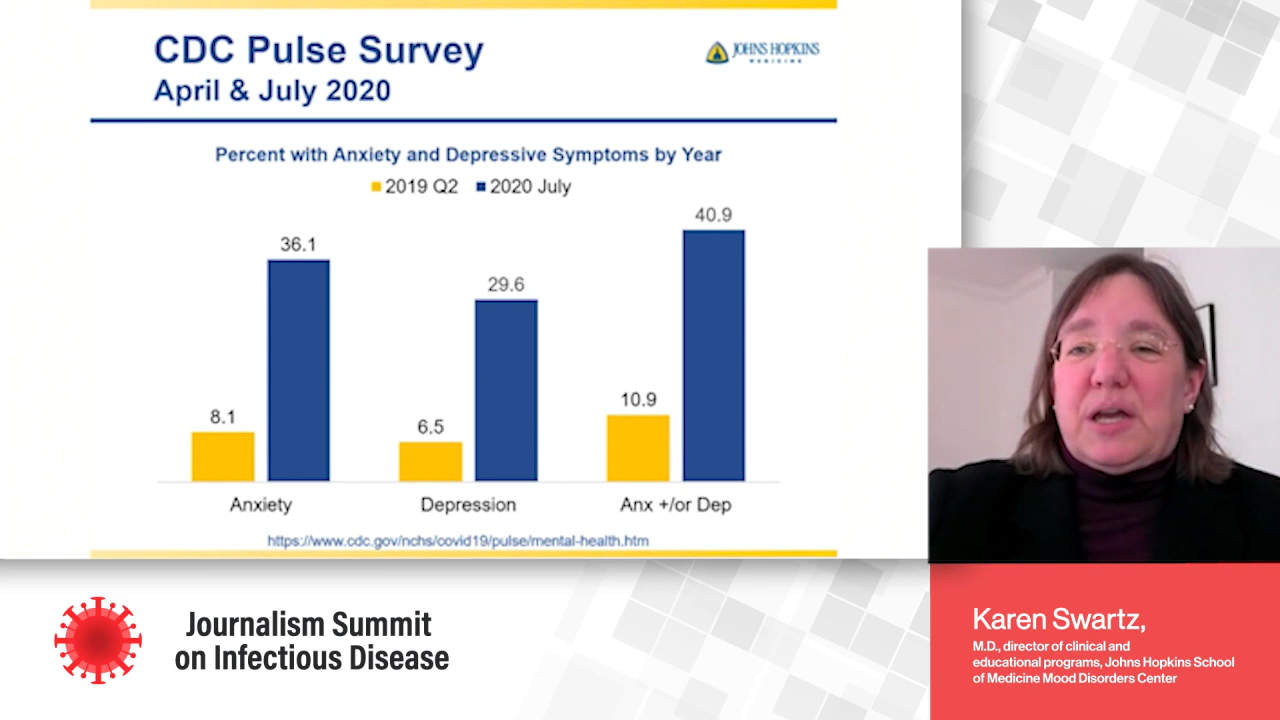 CDC Pulse Survey
April & July 2020
JOHNS HOPKINS
MEDICINE
Percent with Anxiety and Depressive Symptoms by Year
2019 Q2 2020 July
8.1
36.1
6.5
29.6
10.9
40.9
Anxiety
Depression
Anx +/or Dep
https://www.cdc.gov/nchs/covid19/pulse/mental-health.htm
Journalism Summit
on Infectious Disease
Karen Swartz,
M.D., director of clinical and
educational programs, Johns Hopkins School
of Medicine Mood Disorders Center